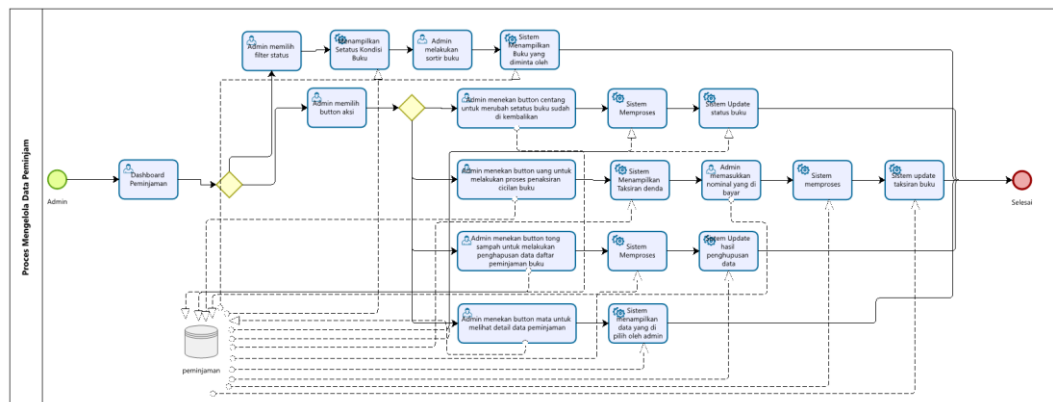 Proces Mengelola Data Peminjam
Admin memilih
filter status
Menampilkan
Setatus Kondisi
Buku
Admin
melakukan
sortir buku
Sistem
Menampilkan
Buku yang
diminta oleh
Admin memilih
button aksi
Admin menekan button centang
untuk merubah setatus buku sudah
di kembalikan
Sistem
Memproses
Sistem Update
status buku
Admin
Dashboard
Peminjaman
Admin menekan button uang untuk
melakukan proses penaksiran
cicilan buku
Sistem
Menampilkan
Taksiran denda
Admin
memasukkan
nominal yang di
bayar
Sistem
memproses
Sistem update
taksiran buku
Selesai
Admin menekan button tong
sampah untuk melakukan
penghapusan data daftar
peminjaman buku
Sistem
Memproses
Sistem Update
hasil
penghupusan
data
Admin menekan button mata untuk
melihat detail data peminjaman
Sistem
menampilkan
data yang di
pilih oleh admin
peminjaman